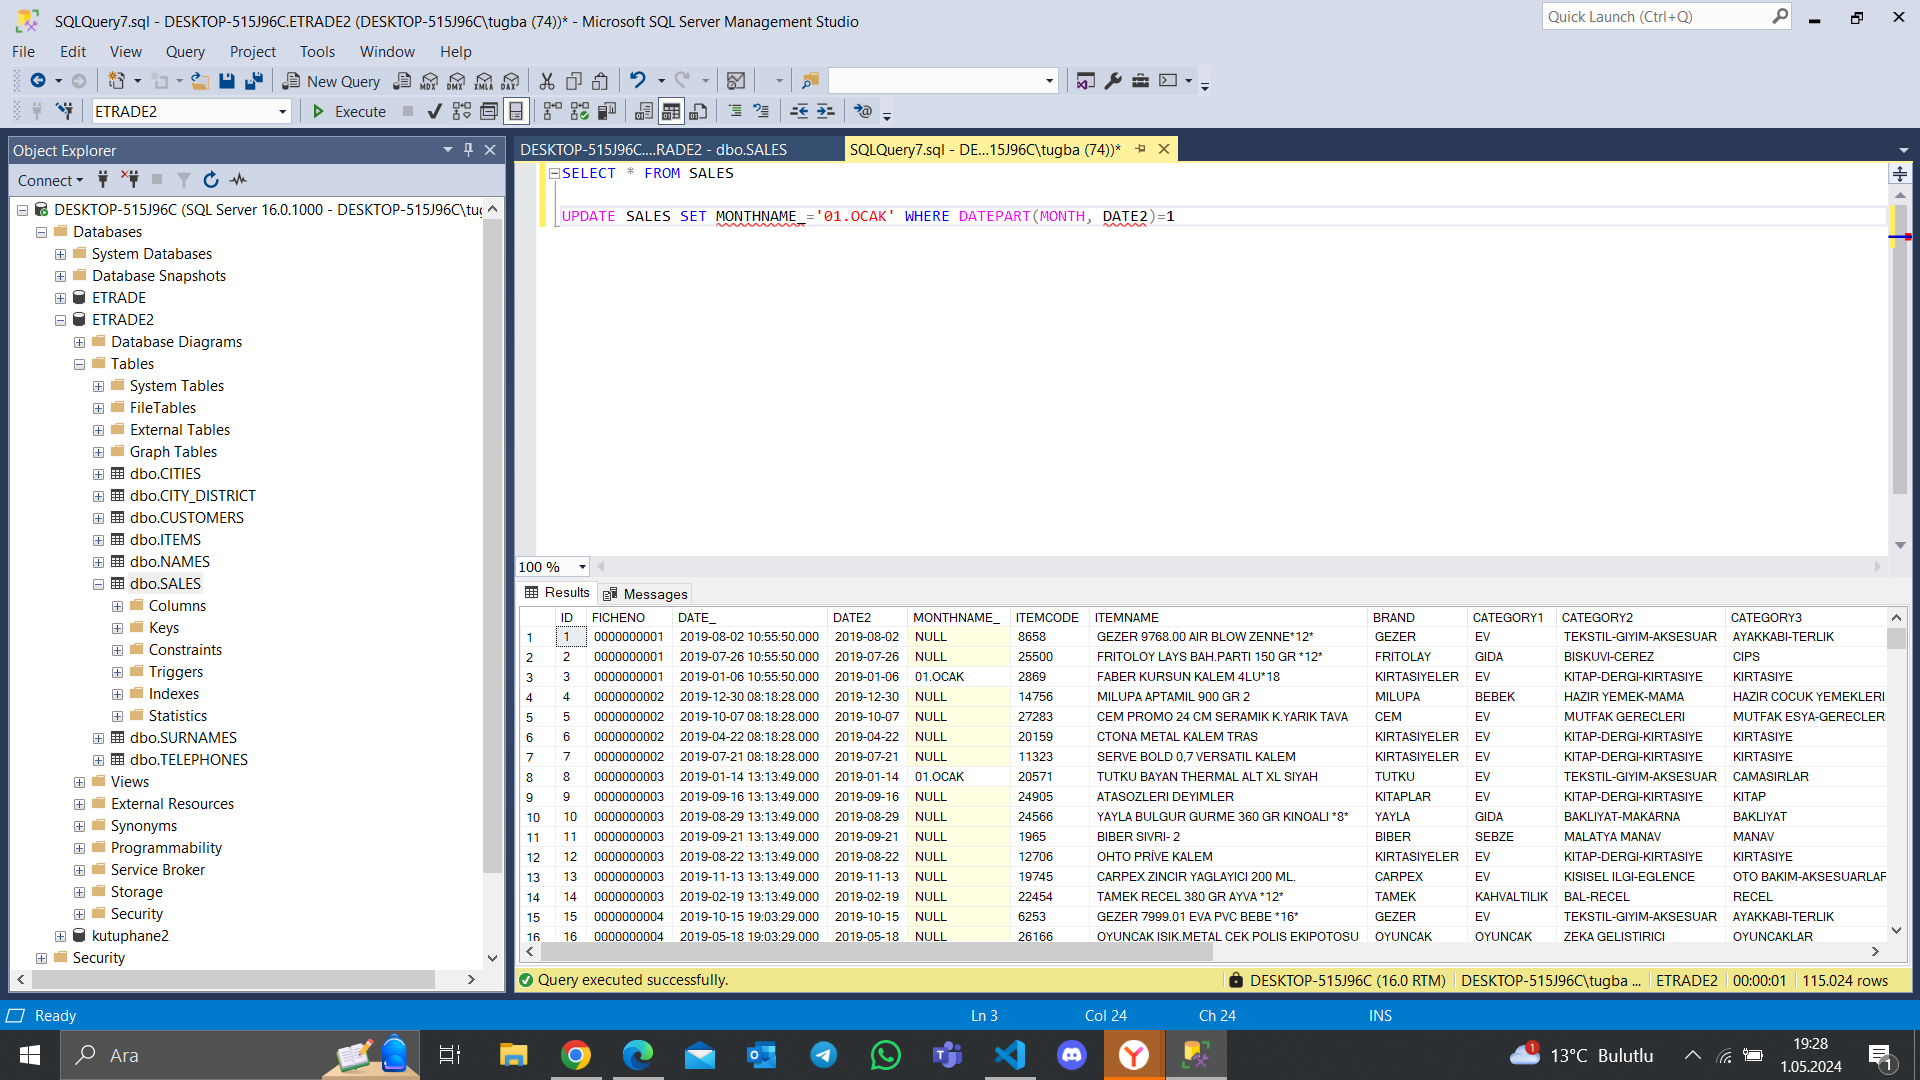 SQLQuery7.sql - DESKTOP-515J96C.ETRADE2 (DESKTOP-515J96C\tugba (74))* - Microsoft SQL Server Management Studio
Quick Launch (Ctrl+Q)
File Edit View Query Project Tools Window Help
New Query MDX DMX XMLA DAX
ETRADE2 Execute
Object Explorer
Connect
DESKTOP-515J96C (SQL Server 16.0.1000 - DESKTOP-515J96C\tug
Databases
System Databases
Database Snapshots
ETRADE
ETRADE2
Database Diagrams
Tables
System Tables
FileTables
External Tables
Graph Tables
dbo.CITIES
dbo.CITY_DISTRICT
dbo.CUSTOMERS
dbo.ITEMS
dbo.NAMES
dbo.SALES
Columns
Keys
Constraints
Triggers
Indexes
Statistics
dbo.SURNAMES
dbo.TELEPHONES
Views
External Resources
Synonyms
Programmability
Service Broker
Storage
Security
kutuphane2
Security
DESKTOP-515J96C....RADE2 - dbo.SALES
SQLQuery7.sql - DE...15J96C\tugba (74))*
SELECT * FROM SALES
UPDATE SALES SET MONTHNAME_='01.OCAK' WHERE DATEPART(MONTH, DATE2)=1
100 %
Results Messages
ID FICHENO DATE_ DATE2 MONTHNAME_ ITEMCODE ITEMNAME BRAND CATEGORY1 CATEGORY2 CATEGORY3
1 1 0000000001 2019-08-02 10:55:50.000 2019-08-02 NULL 8658 GEZER 9768.00 AIR BLOW ZENNE*12* GEZER EV TEKSTIL-GIYIM-AKSESUAR AYAKKABI-TERLIK
2 2 0000000001 2019-07-26 10:55:50.000 2019-07-26 NULL 25500 FRITOLOY LAYS BAH.PARTI 150 GR *12* FRITOLAY GIDA BISKUVI-CEREZ CIPS
3 3 0000000001 2019-01-06 10:55:50.000 2019-01-06 01.OCAK 2869 FABER KURSUN KALEM 4LU*18 KIRTASIYELER EV KITAP-DERGI-KIRTASIYE KIRTASIYE
4 4 0000000002 2019-12-30 08:18:28.000 2019-12-30 NULL 14756 MILUPA APTAMIL 900 GR 2 MILUPA BEBEK HAZIR YEMEK-MAMA HAZIR COCUK YEMEKLERI
5 5 0000000002 2019-10-07 08:18:28.000 2019-10-07 NULL 27283 CEM PROMO 24 CM SERAMIK K.YARIK TAVA CEM EV MUTFAK GERECLERI MUTFAK ESYA-GERECLERI
6 6 0000000002 2019-04-22 08:18:28.000 2019-04-22 NULL 20159 CTONA METAL KALEM TRAS KIRTASIYELER EV KITAP-DERGI-KIRTASIYE KIRTASIYE
7 7 0000000002 2019-07-21 08:18:28.000 2019-07-21 NULL 11323 SERVE BOLD 0,7 VERSATIL KALEM KIRTASIYELER EV KITAP-DERGI-KIRTASIYE KIRTASIYE
8 8 0000000003 2019-01-14 13:13:49.000 2019-01-14 01.OCAK 20571 TUTKU BAYAN THERMAL ALT XL SIYAH TUTKU EV TEKSTIL-GIYIM-AKSESUAR CAMASIRLAR
9 9 0000000003 2019-09-16 13:13:49.000 2019-09-16 NULL 24905 ATASOZLERI DEYIMLER KITAPLAR EV KITAP-DERGI-KIRTASIYE KITAP
10 10 0000000003 2019-08-29 13:13:49.000 2019-08-29 NULL 24566 YAYLA BULGUR GURME 360 GR KINOALI *8* YAYLA GIDA BAKLIYAT-MAKARNA BAKLIYAT
11 11 0000000003 2019-09-21 13:13:49.000 2019-09-21 NULL 1965 BIBER SIVRI- 2 BIBER SEBZE MALATYA MANAV MANAV
12 12 0000000003 2019-08-22 13:13:49.000 2019-08-22 NULL 12706 OHTO PRİVE KALEM KIRTASIYELER EV KITAP-DERGI-KIRTASIYE KIRTASIYE
13 13 0000000003 2019-11-13 13:13:49.000 2019-11-13 NULL 19745 CARPEX ZINCIR YAGLAYICI 200 ML. CARPEX EV KISISEL ILGI-EGLENCE OTO BAKIM-AKSESUARLAR
14 14 0000000003 2019-02-19 13:13:49.000 2019-02-19 NULL 22454 TAMEK RECEL 380 GR AYVA *12* TAMEK KAHVALTILIK BAL-RECEL RECEL
15 15 0000000004 2019-10-15 19:03:29.000 2019-10-15 NULL 6253 GEZER 7999.01 EVA PVC BEBE *16* GEZER EV TEKSTIL-GIYIM-AKSESUAR AYAKKABI-TERLIK
16 16 0000000004 2019-05-18 19:03:29.000 2019-05-18 NULL 26166 OYUNCAK ISIK.METAL CEK POLIS EKIPOTOSU OYUNCAK OYUNCAK ZEKA GELISTIRICI OYUNCAKLAR
Query executed successfully. DESKTOP-515J96C (16.0 RTM) DESKTOP-515J96C\tugba ... ETRADE2 00:00:01 115.024 rows
Ready Ln 3 Col 24 Ch 24 INS
Ara
1 13°C Bulutlu
19:28
1.05.2024
1